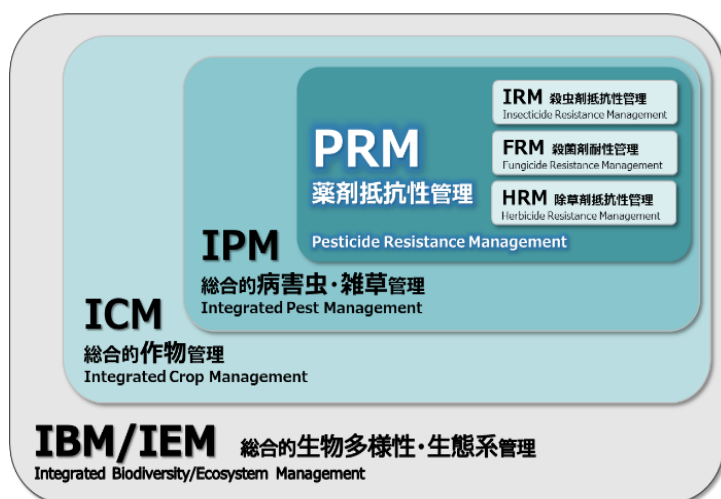 IRM 殺虫剤抵抗性管理
Insecticide Resistance Management
FRM 殺菌剤耐性管理
Fungicide Resistance Management
HRM 除草剤抵抗性管理
Herbicide Resistance Management
PRM
薬剤抵抗性管理
Pesticide Resistance Management
IPM
総合的病害虫・雑草管理
Integrated Pest Management
ICM
総合的作物管理
Integrated Crop Management
IBM/IEM 総合的生物多様性・生態系管理
Integrated Biodiversity/Ecosystem Management